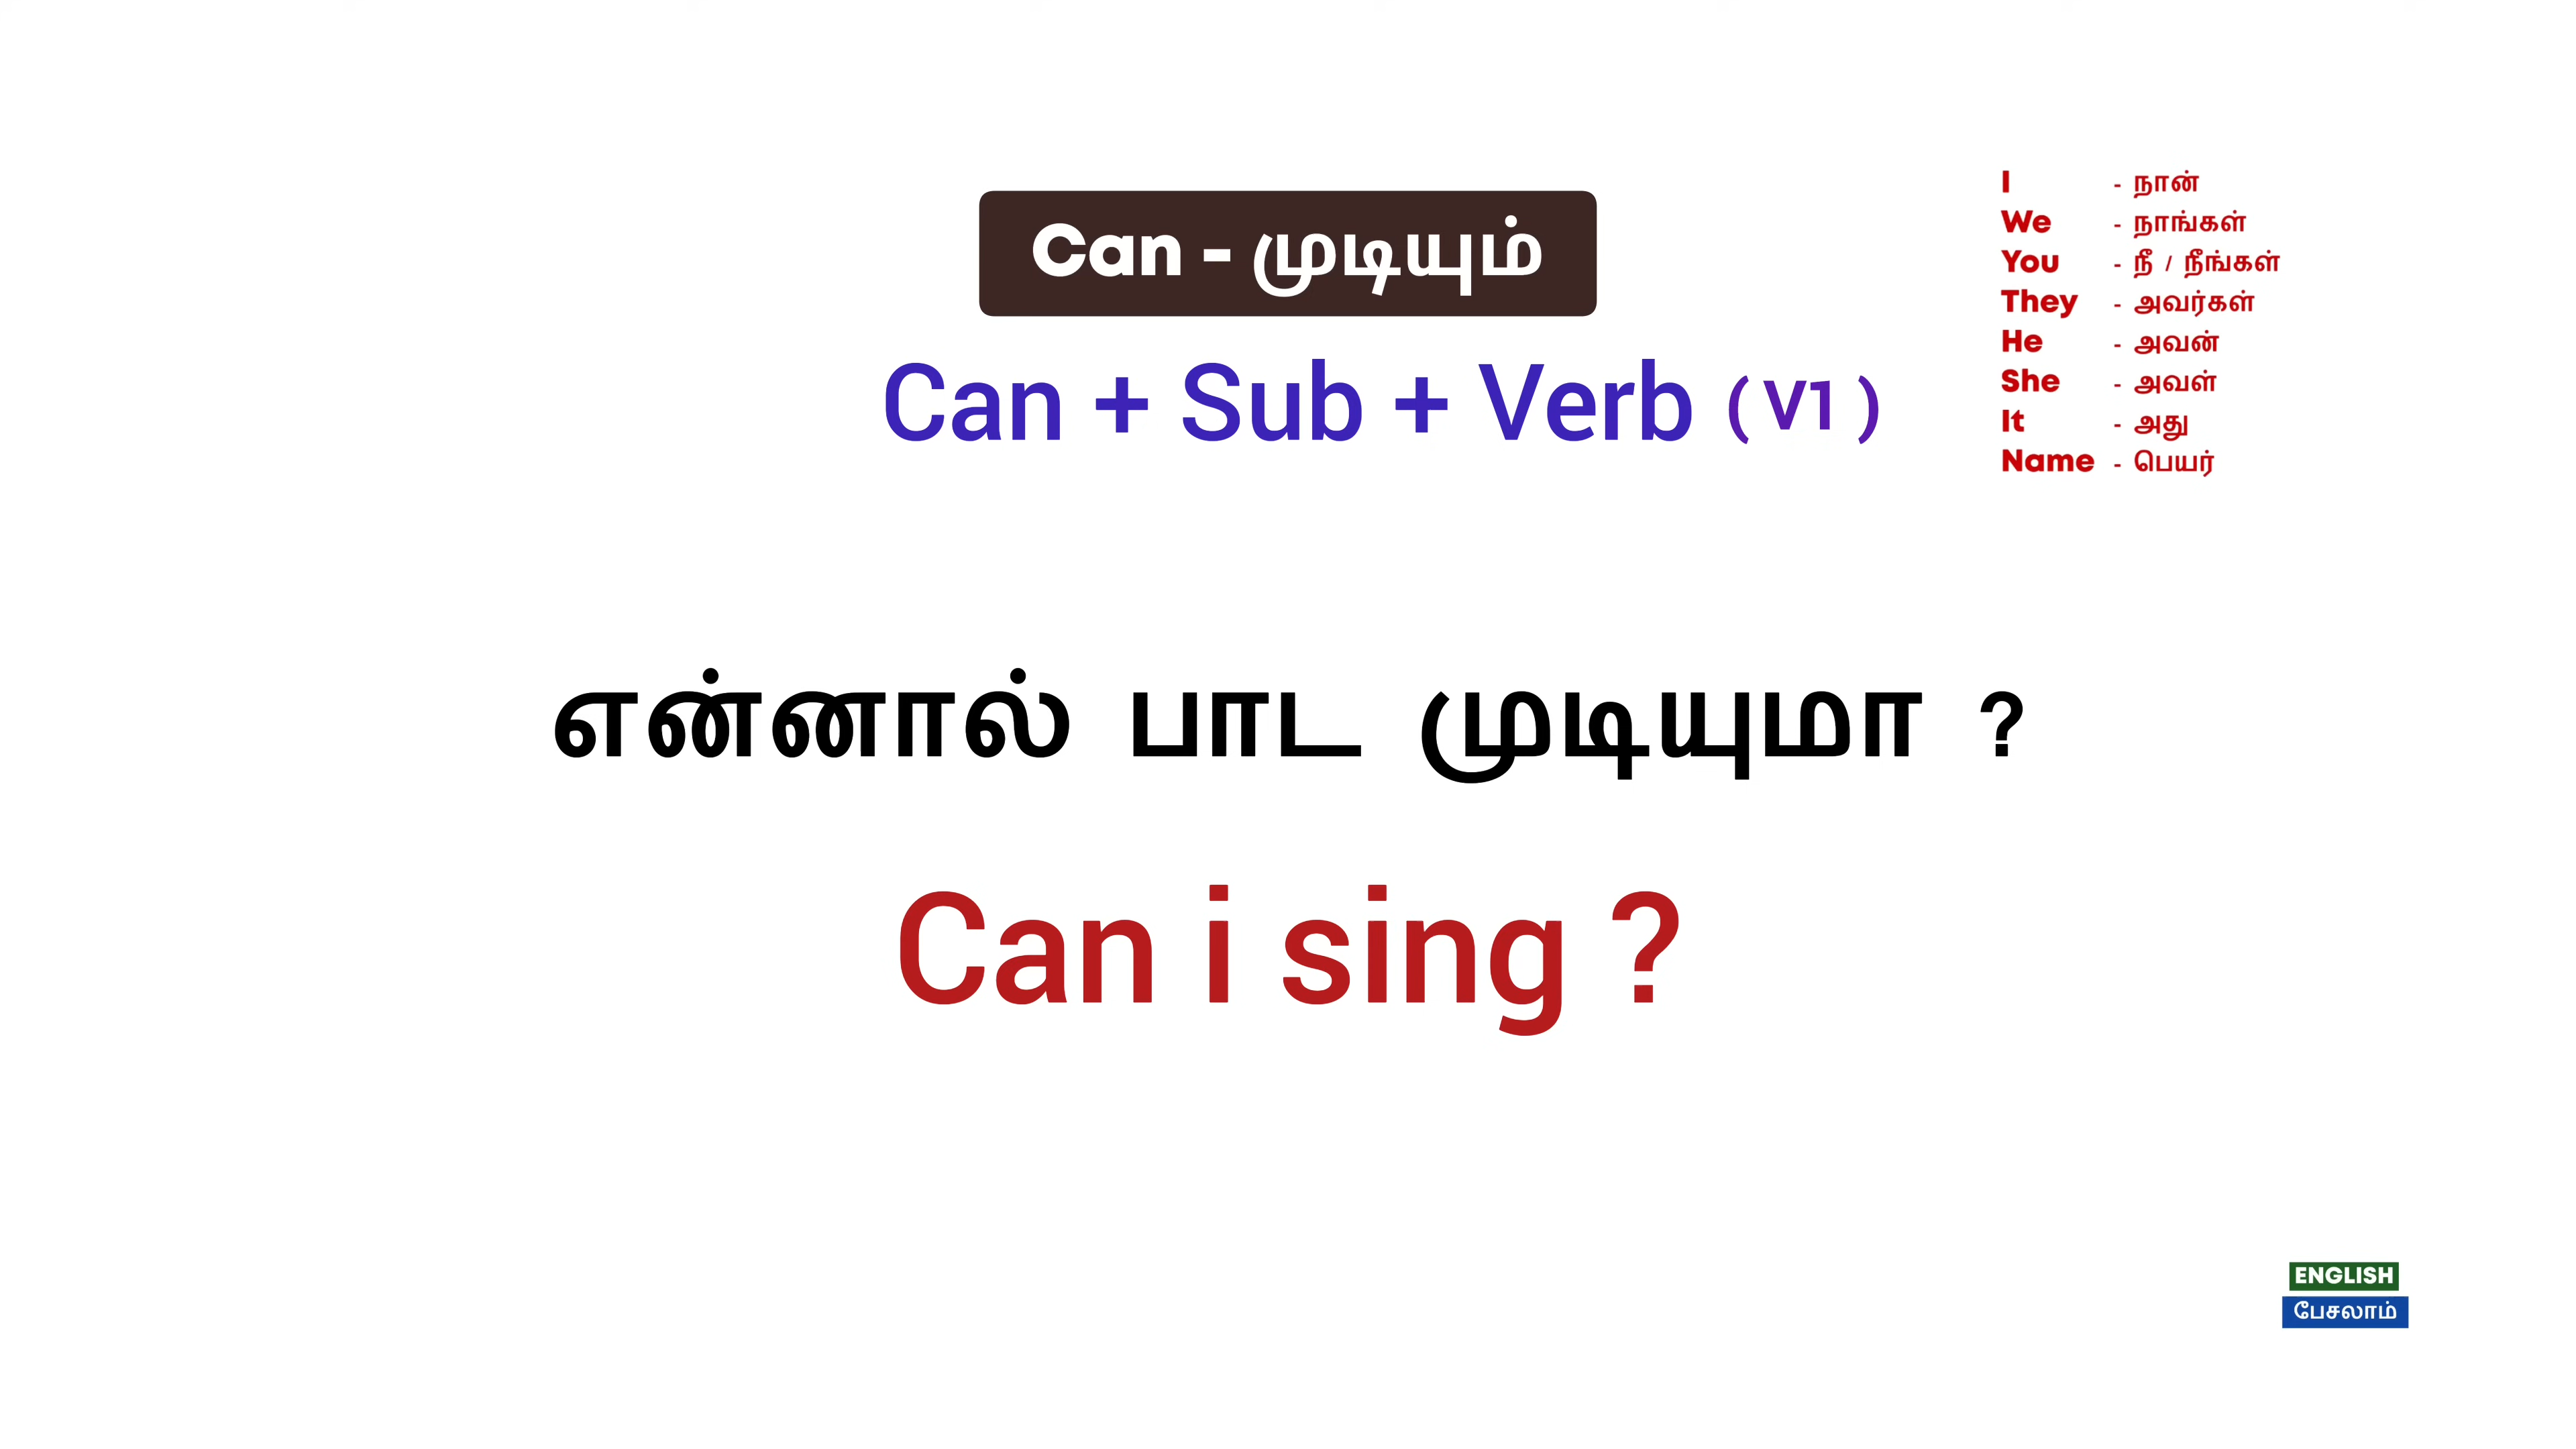 Can - முடியும்
Can + Sub + Verb ( V1 )
I - நான்
We - நாங்கள்
You - நீ / நீங்கள்
They - அவர்கள்
He - அவன்
She - அவள்
It - அது
Name - பெயர்
என்னால் பாட முடியுமா ?
Can i sing ?
ENGLISH
பேசலாம்